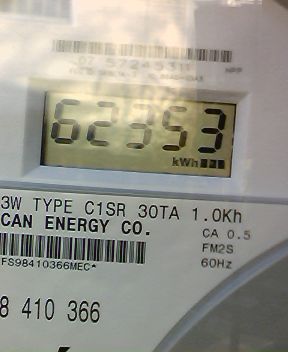 62353
kWh
3W TYPE C1SR 30TA 1.0Kh
CAN ENERGY CO.
CA 0.5
FM2S
60Hz
FS98410366MEC*
8 410 366